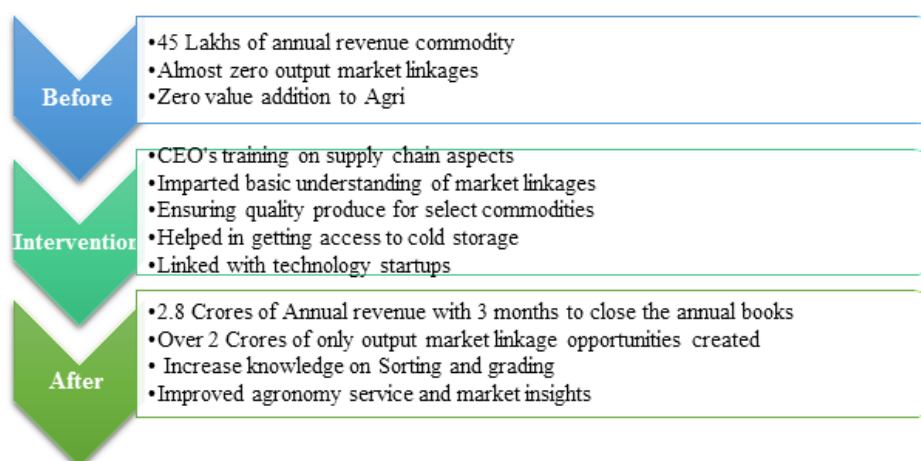 Before
•45 Lakhs of annual revenue commodity
•Almost zero output market linkages
•Zero value addition to Agri
Intervention
•CEO's training on supply chain aspects
•Imparted basic understanding of market linkages
•Ensuring quality produce for select commodities
•Helped in getting access to cold storage
•Linked with technology startups
After
•2.8 Crores of Annual revenue with 3 months to close the annual books
•Over 2 Crores of only output market linkage opportunities created
• Increase knowledge on Sorting and grading
•Improved agronomy service and market insights